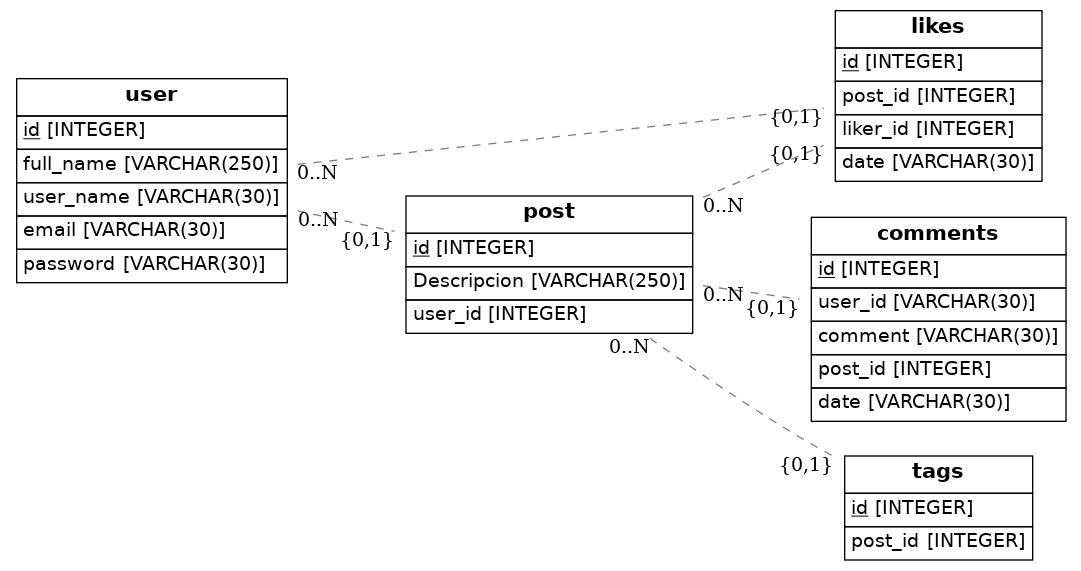 user
id [INTEGER]
full_name [VARCHAR(250)]
user_name [VARCHAR(30)]
email [VARCHAR(30)]
password [VARCHAR(30)]
0..N
0..N
{0,1}
post
id [INTEGER]
Descripcion [VARCHAR(250)]
user_id [INTEGER]
0..N
0..N
0..N
{0,1}
{0,1}
{0,1}
{0,1}
likes
id [INTEGER]
post_id [INTEGER]
liker_id [INTEGER]
date [VARCHAR(30)]
comments
id [INTEGER]
user_id [VARCHAR(30)]
comment [VARCHAR(30)]
post_id [INTEGER]
date [VARCHAR(30)]
tags
id [INTEGER]
post_id [INTEGER]